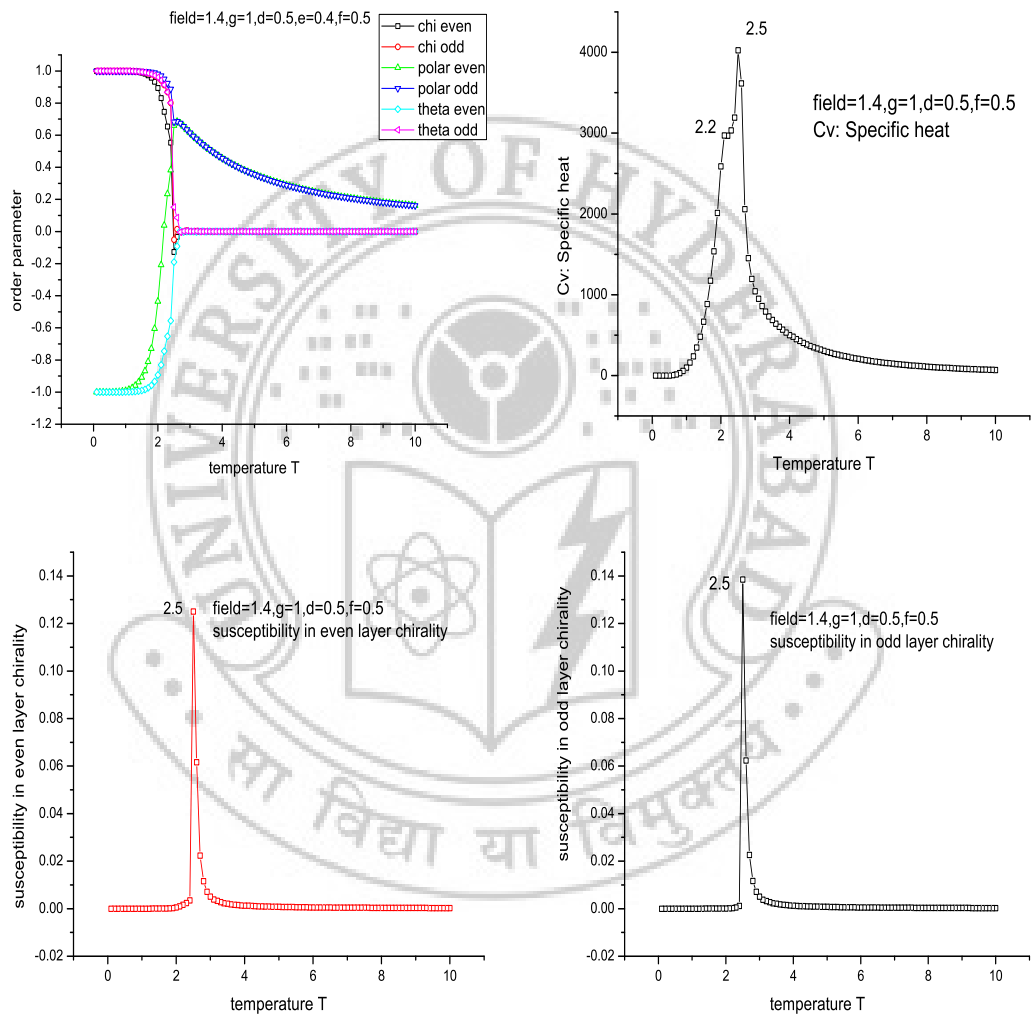 field=1.4,g=1,d=0.5,e=0.4,f=0.5
chi even
chi odd
polar even
polar odd
theta even
theta odd
1.0
0.8
0.6
0.4
0.2
0.0
-0.2
-0.4
-0.6
-0.8
-1.0
-1.2
order parameter
0
2
4
6
8
10
temperature T
2.5
2.2
field=1.4,g=1,d=0.5,f=0.5
Cv: Specific heat
4000
3000
2000
1000
0
Cv: Specific heat
0
2
4
6
8
10
Temperature T
2.5
field=1.4,g=1,d=0.5,f=0.5
susceptibility in even layer chirality
0.14
0.12
0.10
0.08
0.06
0.04
0.02
0.00
-0.02
susceptibility in even layer chirality
0
2
4
6
8
10
temperature T
2.5
field=1.4,g=1,d=0.5,f=0.5
susceptibility in odd layer chirality
0.14
0.12
0.10
0.08
0.06
0.04
0.02
0.00
-0.02
susceptibility in odd layer chirality
0
2
4
6
8
10
temperature T
UNIVERSITY OF HYDERABAD
सा विद्या या विमुक्तये